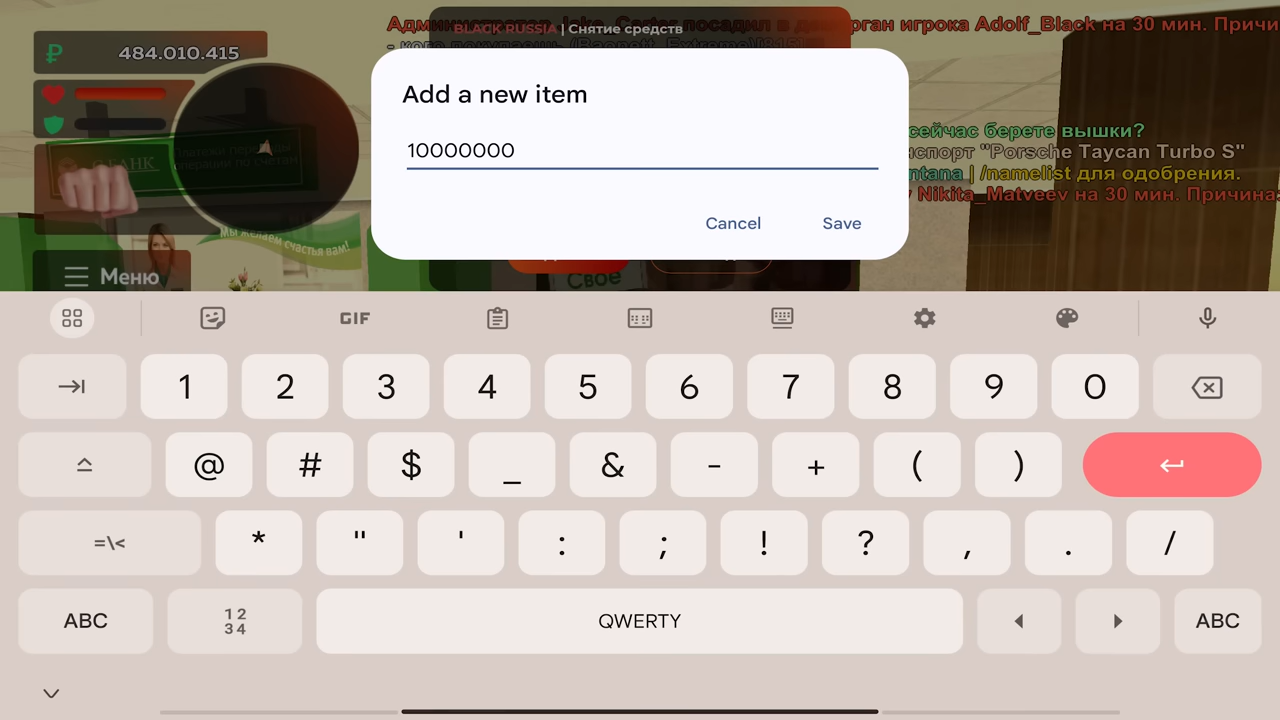 Администратор Jake_Carter посадил в деморган игрока Adolf_Black на 30 мин. Причи
BLACK RUSSIA | Снятие средств
484.010.415
Add a new item
10000000
Cancel
Save
сейчас берете вышки?
нспорт "Porsche Taycan Turbo S"
ntana | /namelist для одобрения.
Nikita_Matveev на 30 мин. Причина:
БАНК
Мы желаем счастья вам!
Меню
Свое
GIF
1 2 3 4 5 6 7 8 9 0
@ # $ _ & - + ( )
=\< * " ' : ; ! ? , . /
ABC 1 2 3 4 QWERTY ABC